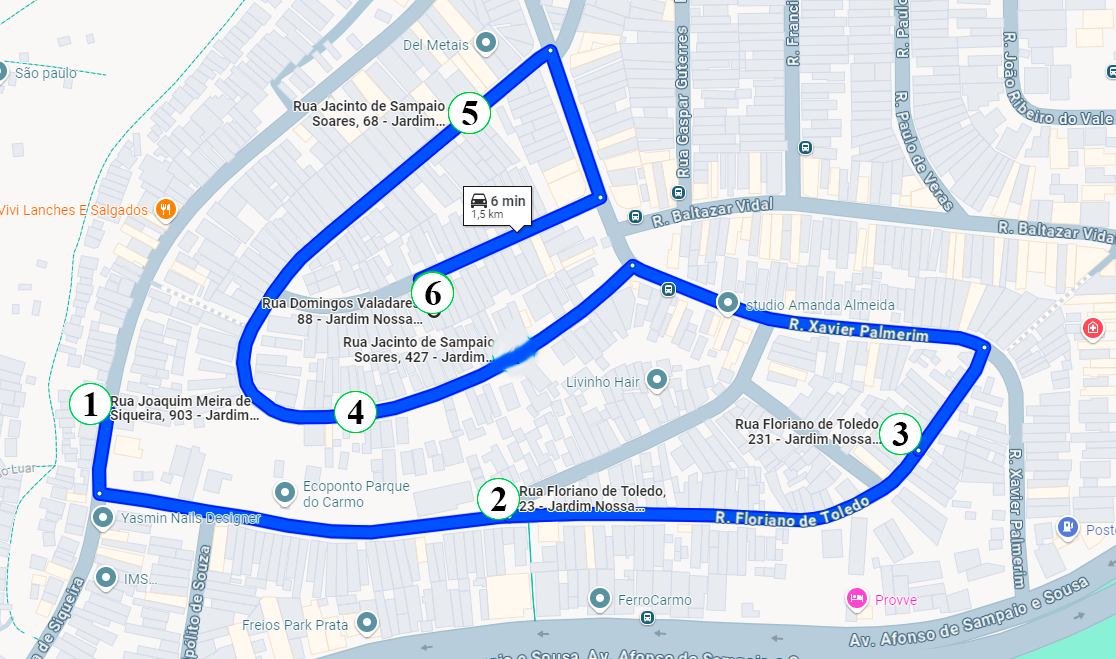 Del Metais
São paulo
Rua Jacinto de Sampaio
Soares, 68 - Jardim...
5
Rua Gaspar Guterres
R. Franci
R. Paulo
R. Paulo de Veras
R. João Ribeiro do Vale
6 min
1,5 km
Vivi Lanches E Salgados
R. Baltazar Vidal
R. Baltazar Vida
Rua Domingos Valadares
88 - Jardim Nossa...
6
Rua Jacinto de Sampaio
Soares, 427 - Jardim...
studio Amanda Almeida
R. Xavier Palmerim
Livinho Hair
1
Rua Joaquim Meira de
Siqueira, 903 - Jardim...
4
Rua Floriano de Toledo
231 - Jardim Nossa...
3
o Luar
Ecoponto Parque
do Carmo
2
Rua Floriano de Toledo,
23 - Jardim Nossa...
R. Floriano de Toledo
R. Xavier Palmerim
Yasmin Nails Designer
Posto
IMS...
a de Siqueira
pólito de Souza
Freios Park Prata
FerroCarmo
Provve
Av. Afonso de Sampaio e Sousa
paio e Sousa
Av. Afonso de Sampaio e S